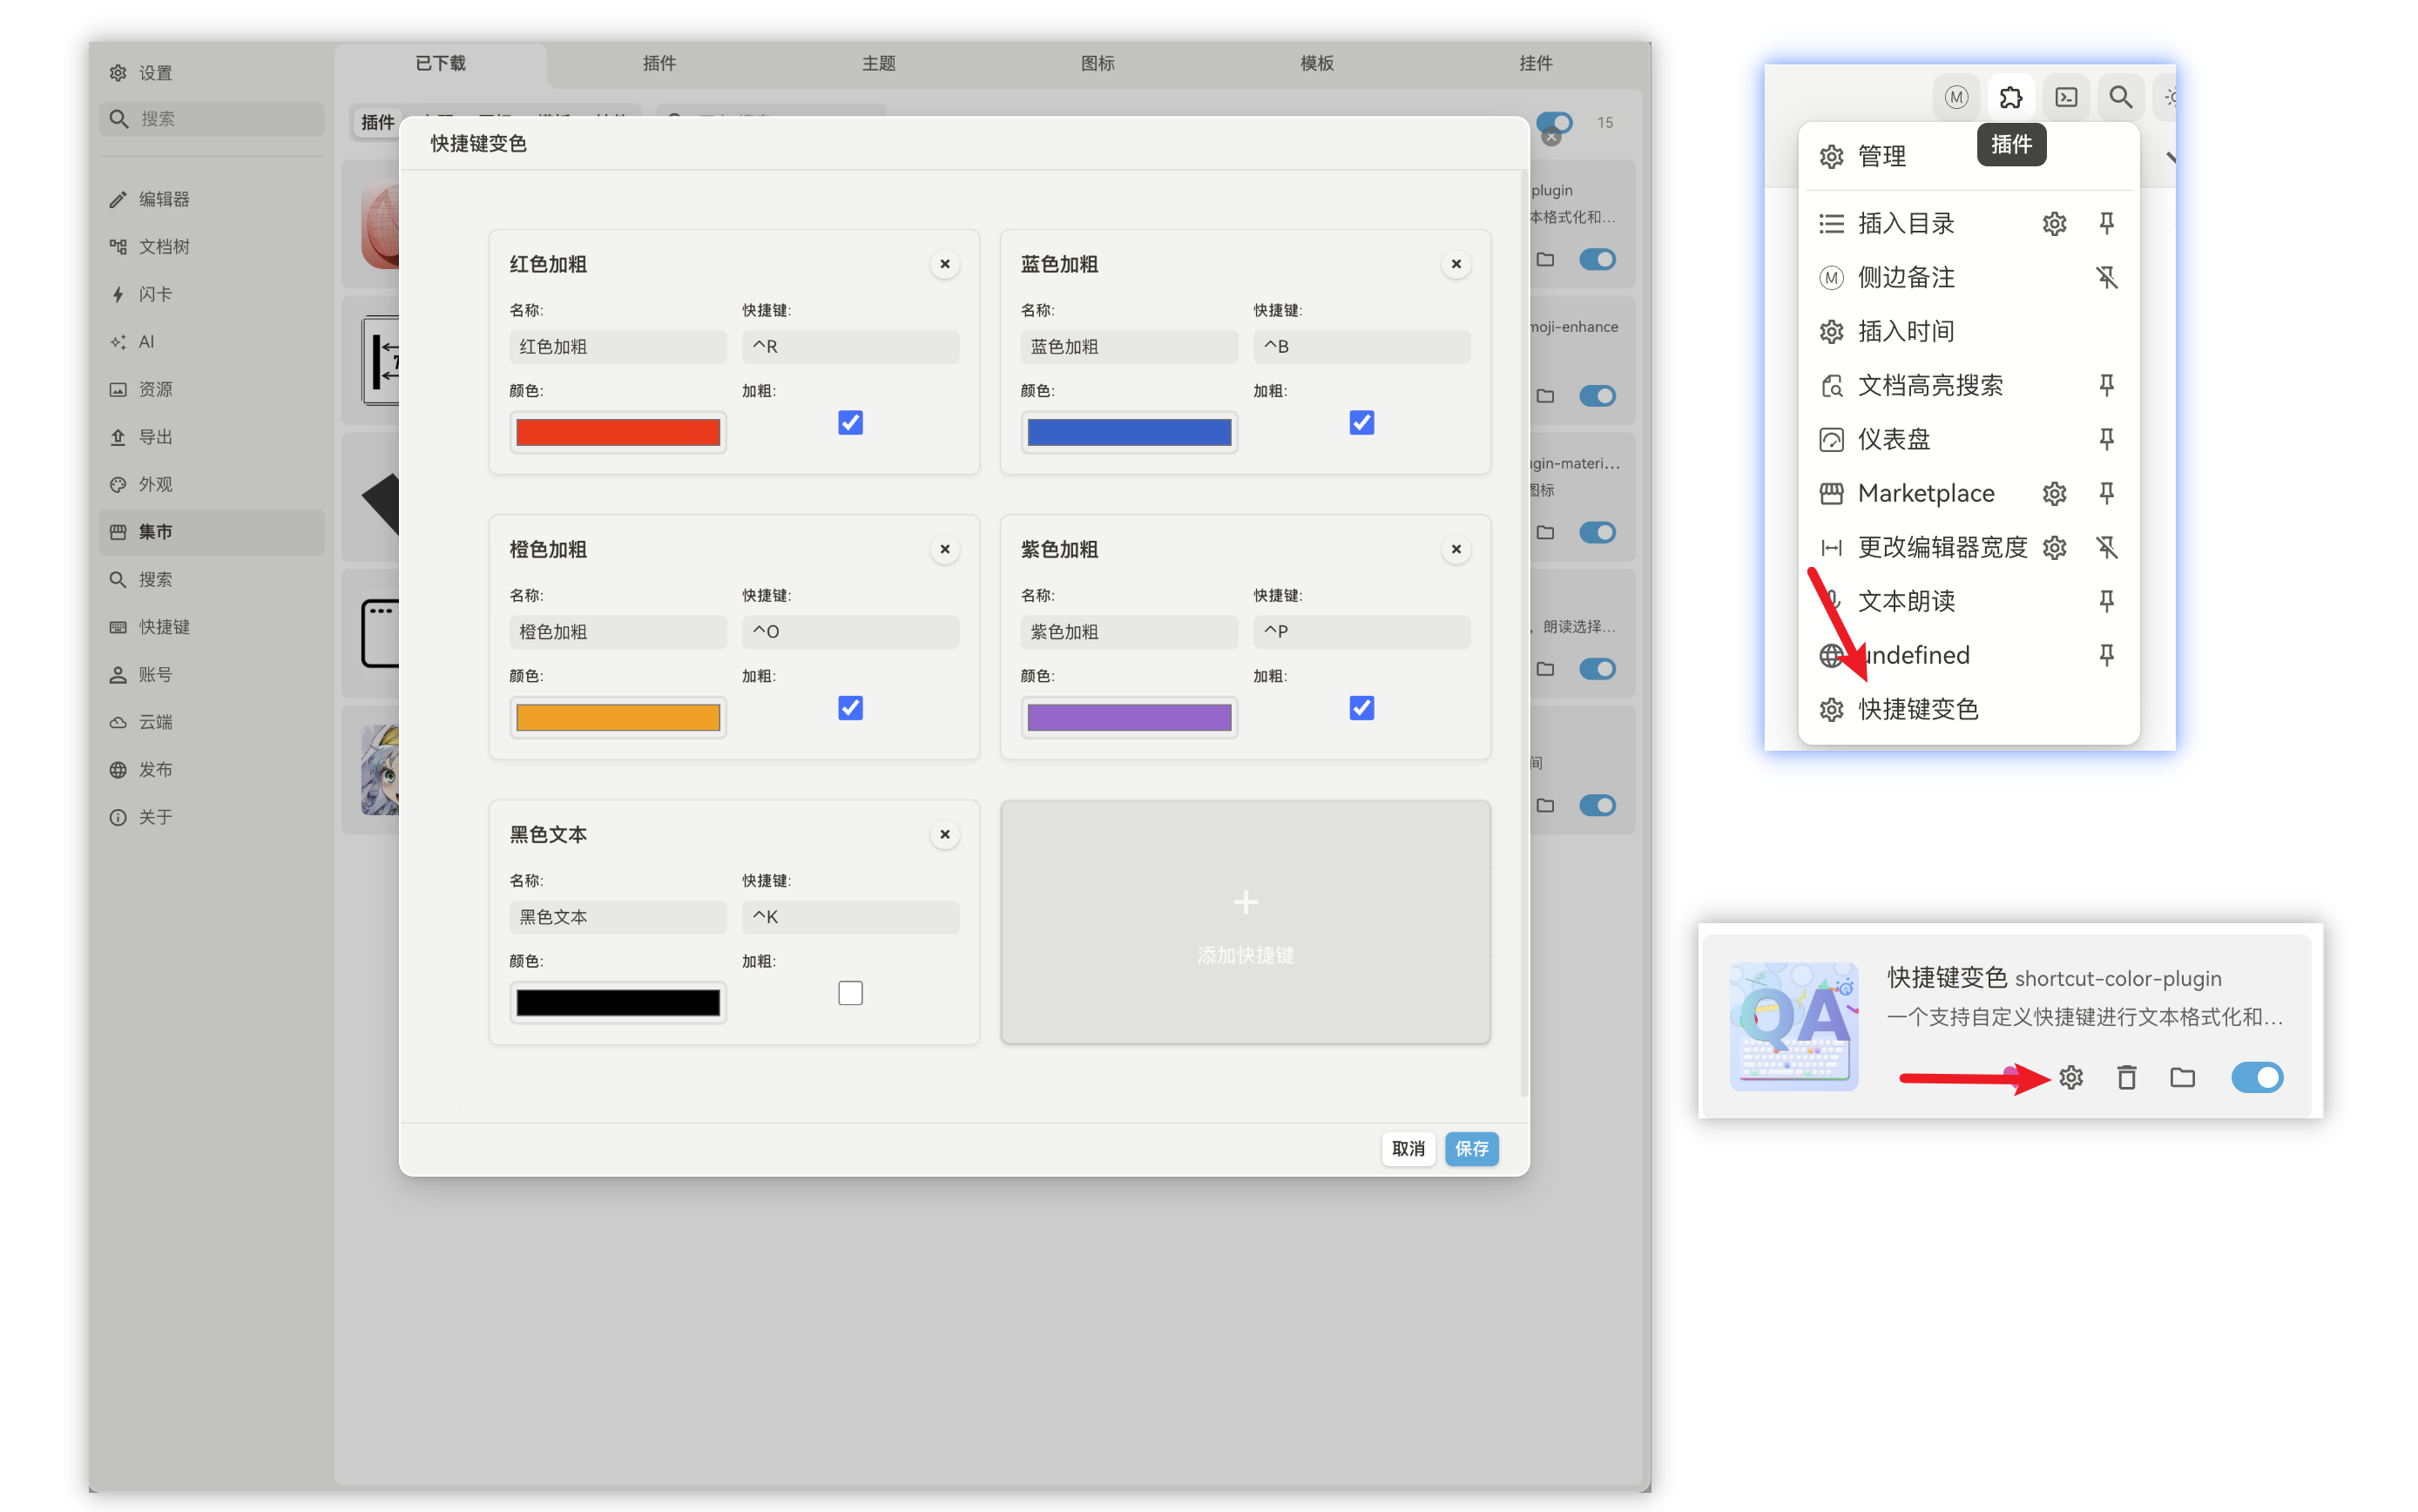 设置
搜索
编辑器
文档树
闪卡
AI
资源
导出
外观
集市
搜索
快捷键
账号
云端
发布
关于
已下载 插件 主题 图标 模板 挂件
插件
15
plugin
本格式化和...
moji-enhance
ugin-materi...
图标
，朗读选择...
间
快捷键变色
红色加粗
名称: 快捷键:
红色加粗 ^R
颜色: 加粗:
蓝色加粗
名称: 快捷键:
蓝色加粗 ^B
颜色: 加粗:
橙色加粗
名称: 快捷键:
橙色加粗 ^O
颜色: 加粗:
紫色加粗
名称: 快捷键:
紫色加粗 ^P
颜色: 加粗:
黑色文本
名称: 快捷键:
黑色文本 ^K
颜色: 加粗:
添加快捷键
取消 保存
插件
管理
插入目录
侧边备注
插入时间
文档高亮搜索
仪表盘
Marketplace
更改编辑器宽度
文本朗读
undefined
快捷键变色
快捷键变色 shortcut-color-plugin
一个支持自定义快捷键进行文本格式化和...
QA